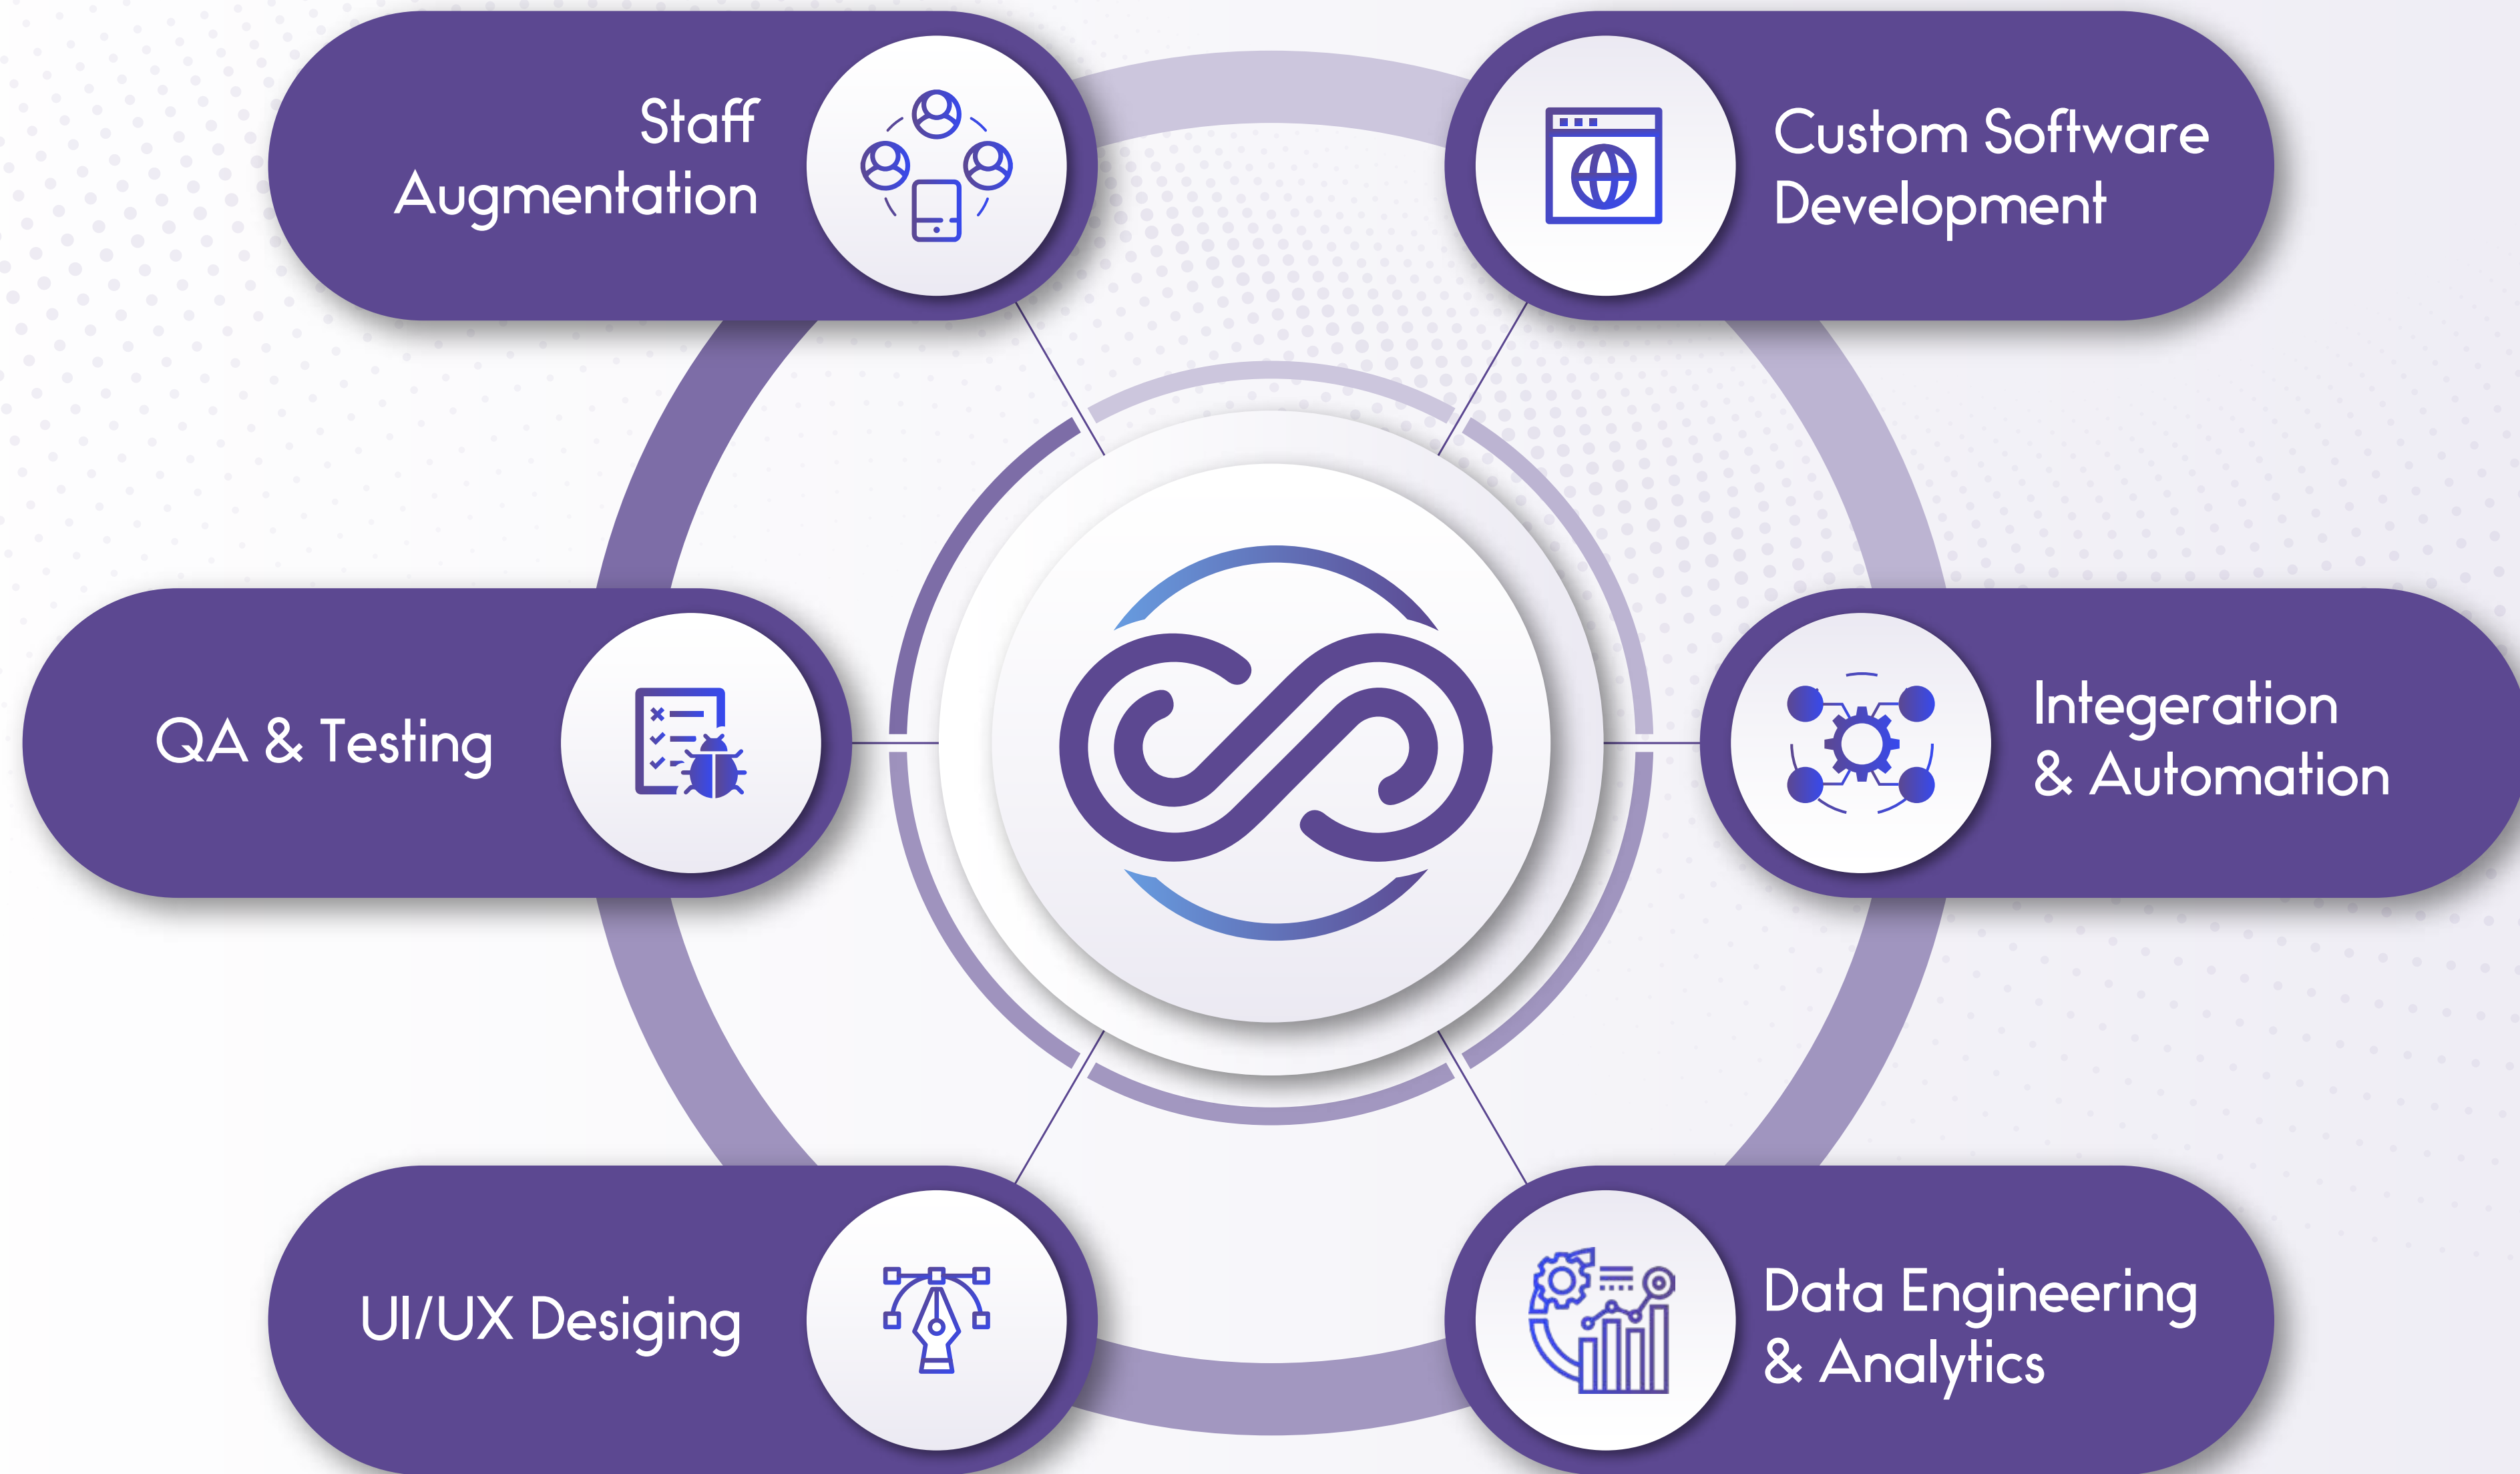 Staff
Augmentation
Custom Software
Development
QA & Testing
Integeration
& Automation
UI/UX Desiging
Data Engineering
& Analytics